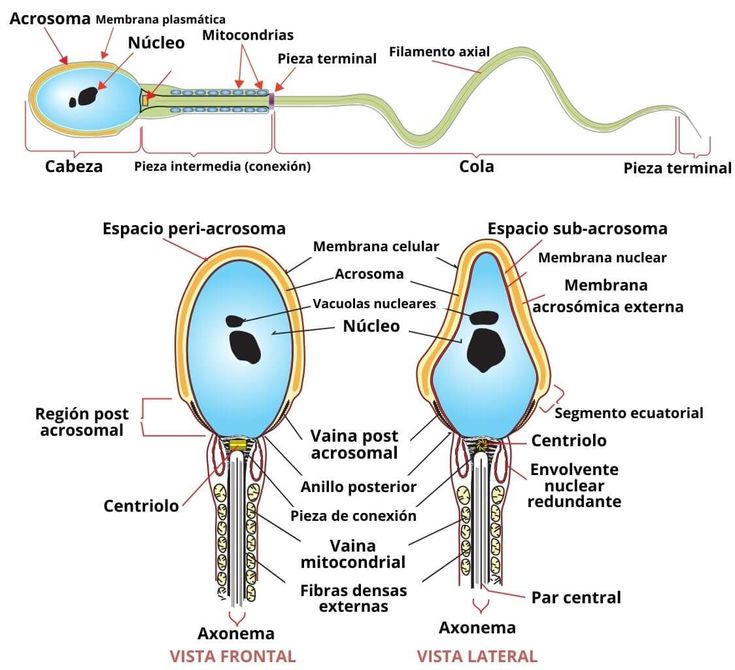 Acrosoma
Membrana plasmática
Núcleo
Mitocondrias
Pieza terminal
Filamento axial
Cabeza
Pieza intermedia (conexión)
Cola
Pieza terminal
Espacio peri-acrosoma
Espacio sub-acrosoma
Membrana celular
Membrana nuclear
Acrosoma
Membrana
acrosómica externa
Vacuolas nucleares
Núcleo
Región post
acrosomal
Segmento ecuatorial
Vaina post
acrosomal
Centriolo
Anillo posterior
Envolvente
nuclear
redundante
Centriolo
Pieza de conexión
Vaina
mitocondrial
Fibras densas
externas
Par central
Axonema
Axonema
VISTA FRONTAL
VISTA LATERAL